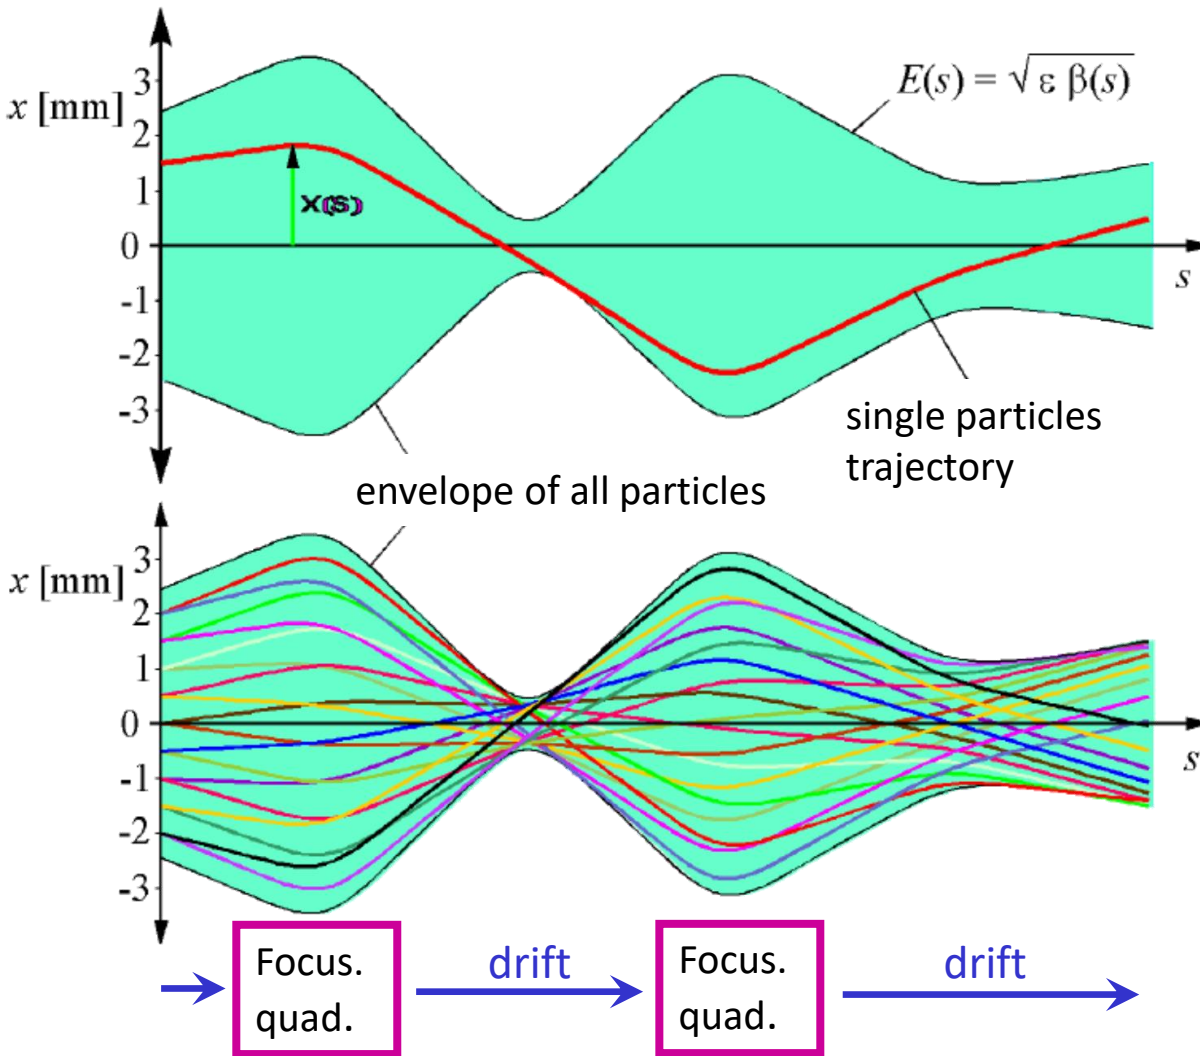 3
E(s) = √ε β(s)
x [mm]
2
1
X(S)
0
s
-1
-2
-3
single particles
trajectory
envelope of all particles
3
x [mm]
2
1
0
s
-1
-2
-3
Focus.
quad.
drift
Focus.
quad.
drift